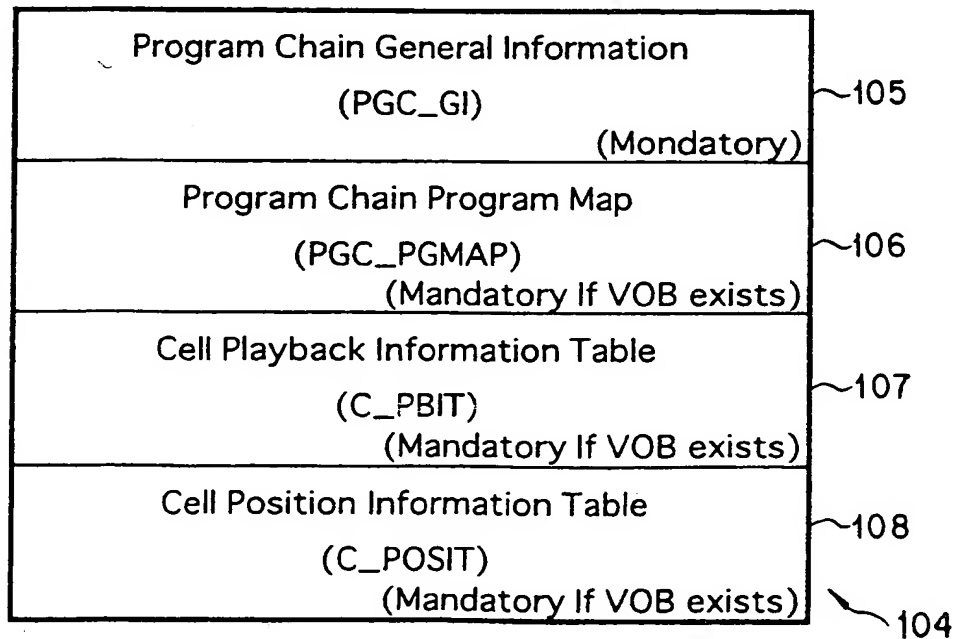 Program Chain General Information
(PGC_GI)
(Mondatory)
105
Program Chain Program Map
(PGC_PGMAP)
(Mandatory If VOB exists)
106
Cell Playback Information Table
(C_PBIT)
(Mandatory If VOB exists)
107
Cell Position Information Table
(C_POSIT)
(Mandatory If VOB exists)
108
104